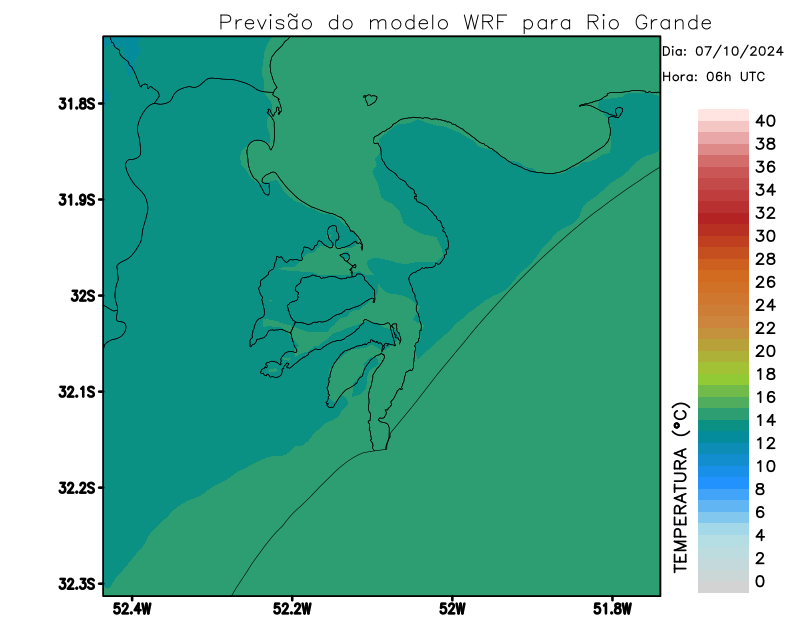 Previsão do modelo WRF para Rio Grande
Dia: 07/10/2024
Hora: 06h UTC
31.8S
31.9S
32S
32.1S
32.2S
32.3S
52.4W
52.2W
52W
51.8W
TEMPERATURA (°C)
40
38
36
34
32
30
28
26
24
22
20
18
16
14
12
10
8
6
4
2
0